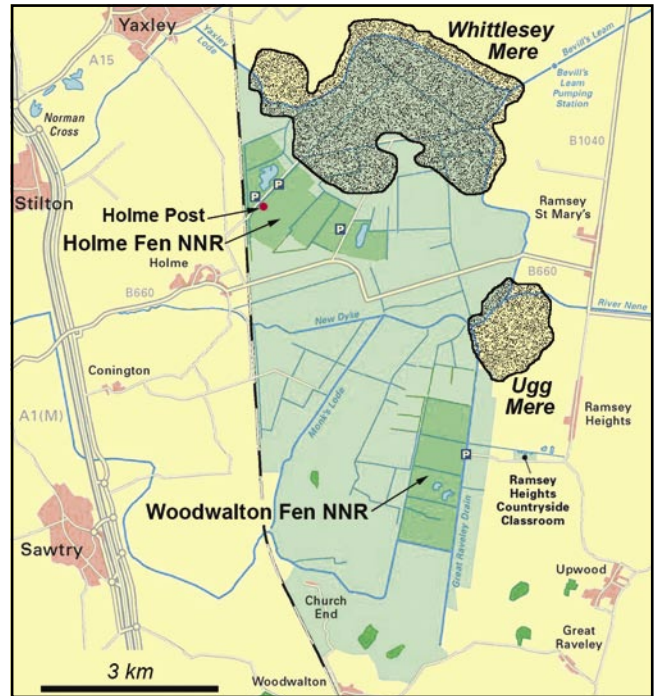 Yaxley
A15
Yaxley
Lode
Whittlesey
Mere
Bevill's Leam
Bevill's
Leam
Pumping
Station
Norman
Cross
B1040
Stilton
P
P
Holme Post
Holme Fen NNR
P
Ramsey
St Mary's
Holme
B660
B660
River Nene
New Dyke
Conington
Monk's Lode
Ugg
Mere
A1(M)
Ramsey
Heights
P
Ramsey
Heights
Countryside
Classroom
Woodwalton Fen NNR
Great Raveley Drain
Sawtry
Upwood
Church
End
Great
Raveley
3 km
Woodwalton